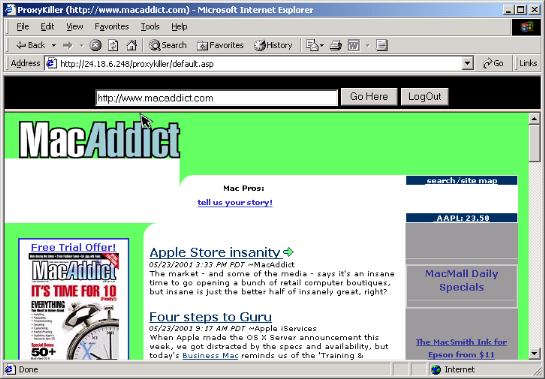 ProxyKiller (http://www.macaddict.com) - Microsoft Internet Explorer
File Edit View Favorites Tools Help
Back Search Favorites History
Address http://24.18.6.248/proxykiller/default.asp Go Links
http://www.macaddict.com Go Here LogOut
MacAddict
Mac Pros:
tell us your story!
search/site map
AAPL: 23.50
Free Trial Offer!
MacAddict
IT'S TIME FOR 10
EVERYTHING
50+
Apple Store insanity
05/23/2001 3:33 PM PDT ~MacAddict
The market - and some of the media - says it's an insane
time to go opening a bunch of retail computer boutiques,
but insane is just the better half of insanely great, right?
Four steps to Guru
05/23/2001 9:17 AM PDT ~Apple iServices
When Apple made the OS X Server announcement this
week, we got distracted by the specs and availability, but
today's Business Mac reminds us of the 'Training &
MacMall Daily
Specials
The MacSmith Ink for
Epson from $11
Done Internet